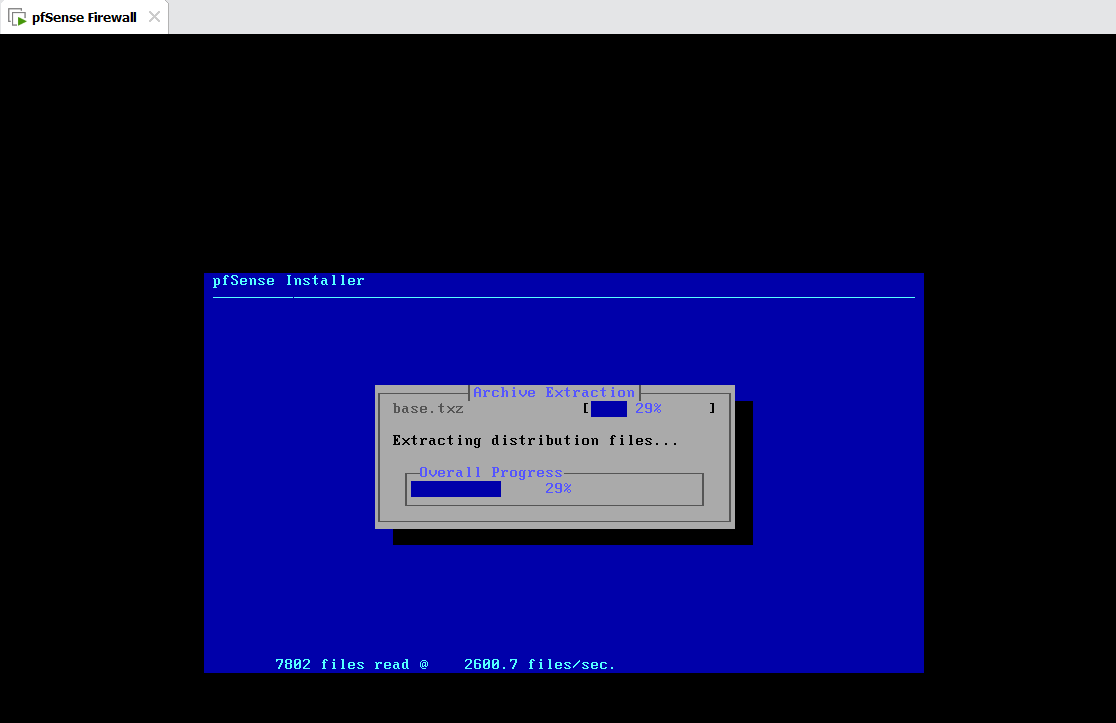 pfSense Firewall
pfSense Installer
Archive Extraction
base.txz [ 29% ]
Extracting distribution files...
Overall Progress
29%
7802 files read @ 2600.7 files/sec.